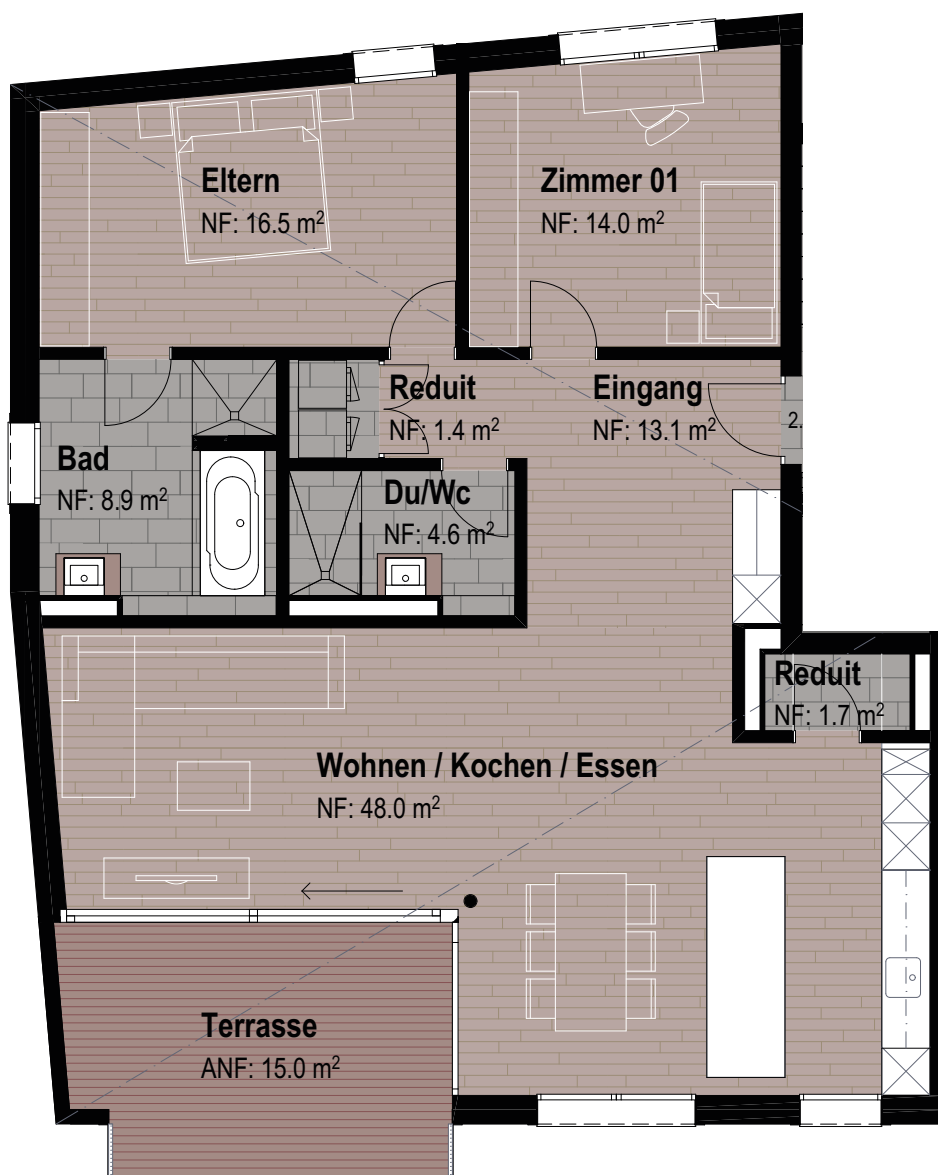 Eltern
NF: 16.5 m²
Zimmer 01
NF: 14.0 m²
Reduit
NF: 1.4 m²
Eingang
NF: 13.1 m²
2.
Bad
NF: 8.9 m²
Du/Wc
NF: 4.6 m²
Reduit
NF: 1.7 m²
Wohnen / Kochen / Essen
NF: 48.0 m²
Terrasse
ANF: 15.0 m²